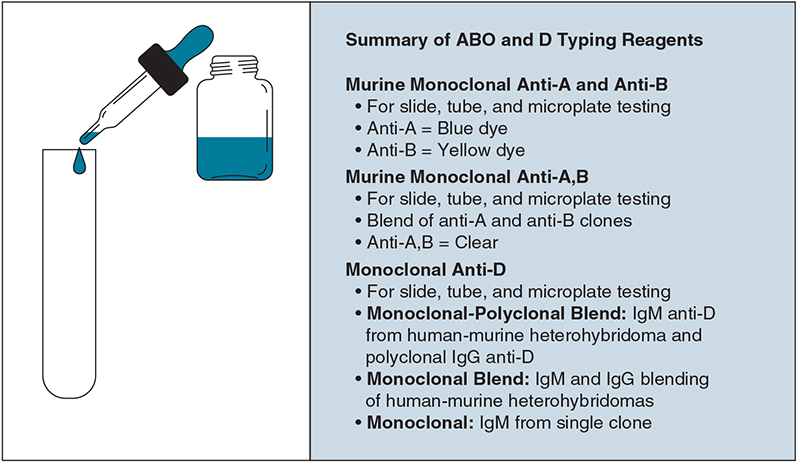 Summary of ABO and D Typing Reagents
Murine Monoclonal Anti-A and Anti-B
• For slide, tube, and microplate testing
• Anti-A = Blue dye
• Anti-B = Yellow dye
Murine Monoclonal Anti-A,B
• For slide, tube, and microplate testing
• Blend of anti-A and anti-B clones
• Anti-A,B = Clear
Monoclonal Anti-D
• For slide, tube, and microplate testing
• Monoclonal-Polyclonal Blend: IgM anti-D
from human-murine heterohybridoma and
polyclonal IgG anti-D
• Monoclonal Blend: IgM and IgG blending
of human-murine heterohybridomas
• Monoclonal: IgM from single clone